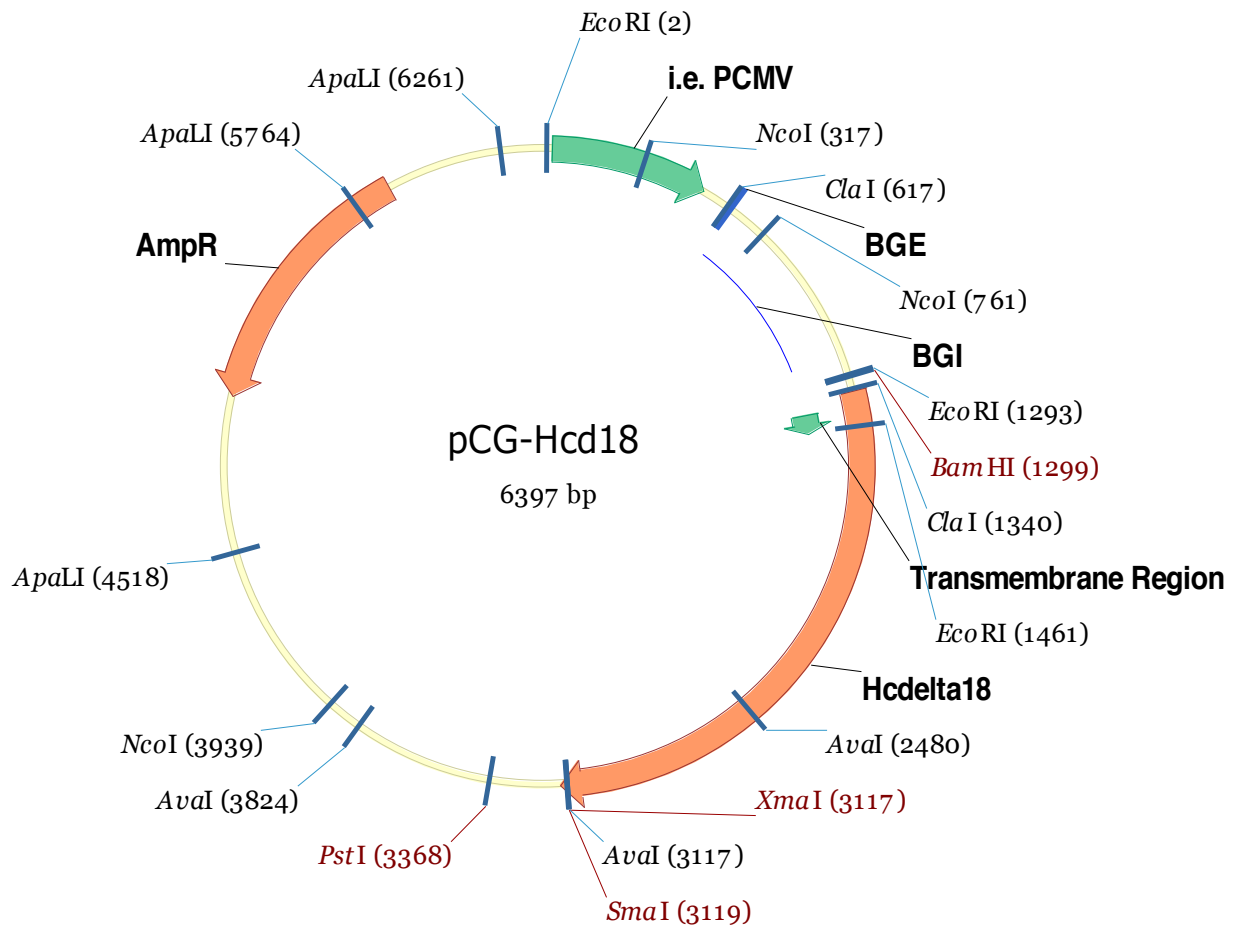 EcoRI (2)
i.e. PCMV
ApaLI (6261)
NcoI (317)
ApaLI (5764)
ClaI (617)
BGE
AmpR
NcoI (761)
BGI
EcoRI (1293)
pCG-Hcd18
BamHI (1299)
6397 bp
ClaI (1340)
ApaLI (4518)
Transmembrane Region
EcoRI (1461)
Hcdelta18
NcoI (3939)
AvaI (2480)
AvaI (3824)
XmaI (3117)
PstI (3368)
AvaI (3117)
SmaI (3119)